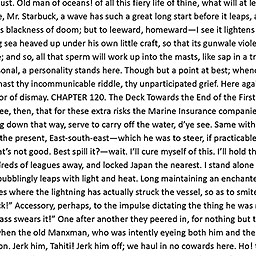 ust. Old man of oceans! of all this fiery life of thine, what will at le
, Mr. Starbuck, a wave has such a great long start before it leaps, a
s blackness of doom; but to leeward, homeward—I see it lightens
g sea heaved up under his own little craft, so that its gunwale viole
; and so, all that sperm will work up into the masts, like sap in a tr
sonal, a personality stands here. Though but a point at best; whenc
nast thy incommunicable riddle, thy unparticipated grief. Here aga
or of dismay. CHAPTER 120. The Deck Towards the End of the First
ee, then, that for these extra risks the Marine Insurance companie
g down that way, serve to carry off the water, d’ye see. Same with
the present, East-south-east—which he was to steer, if practicable
at’s not good. Best spill it?—wait. I’ll cure myself of this. I’ll hold th
dreds of leagues away, and locked Japan the nearest. I stand alone
bubblingly leaps with light and heat. Long maintaining an enchante
es where the lightning has actually struck the vessel, so as to smite
k!” Accessory, perhaps, to the impulse dictating the thing he was n
ass swears it!” One after another they peered in, for nothing but t
when the old Manxman, who was intently eyeing both him and the
on. Jerk him, Tahiti! Jerk him off; we haul in no cowards here. Ho! t